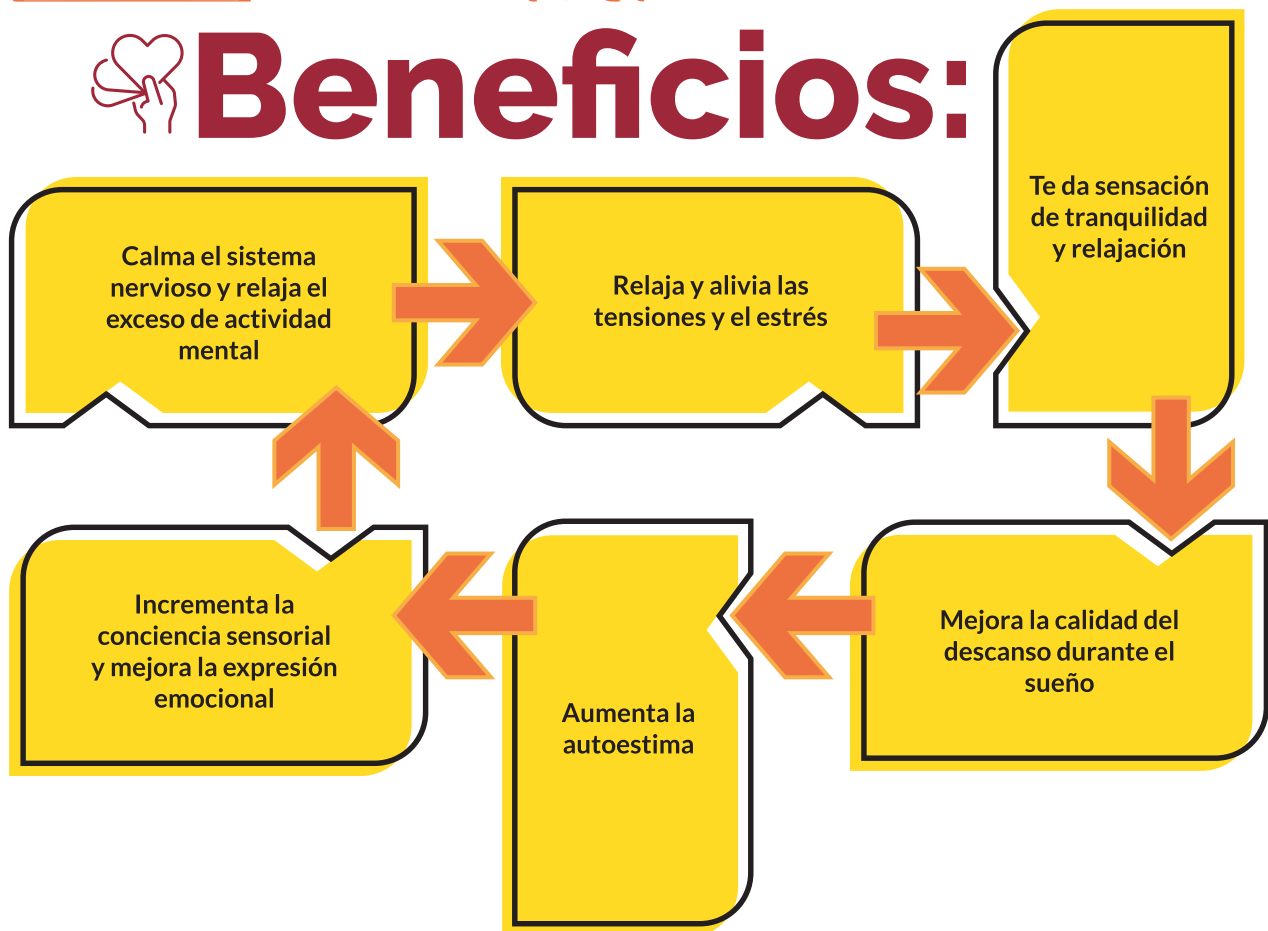 Beneficios:
Calma el sistema
nervioso y relaja el
exceso de actividad
mental
Relaja y alivia las
tensiones y el estrés
Te da sensación
de tranquilidad
y relajación
Mejora la calidad del
descanso durante el
sueño
Aumenta la
autoestima
Incrementa la
conciencia sensorial
y mejora la expresión
emocional